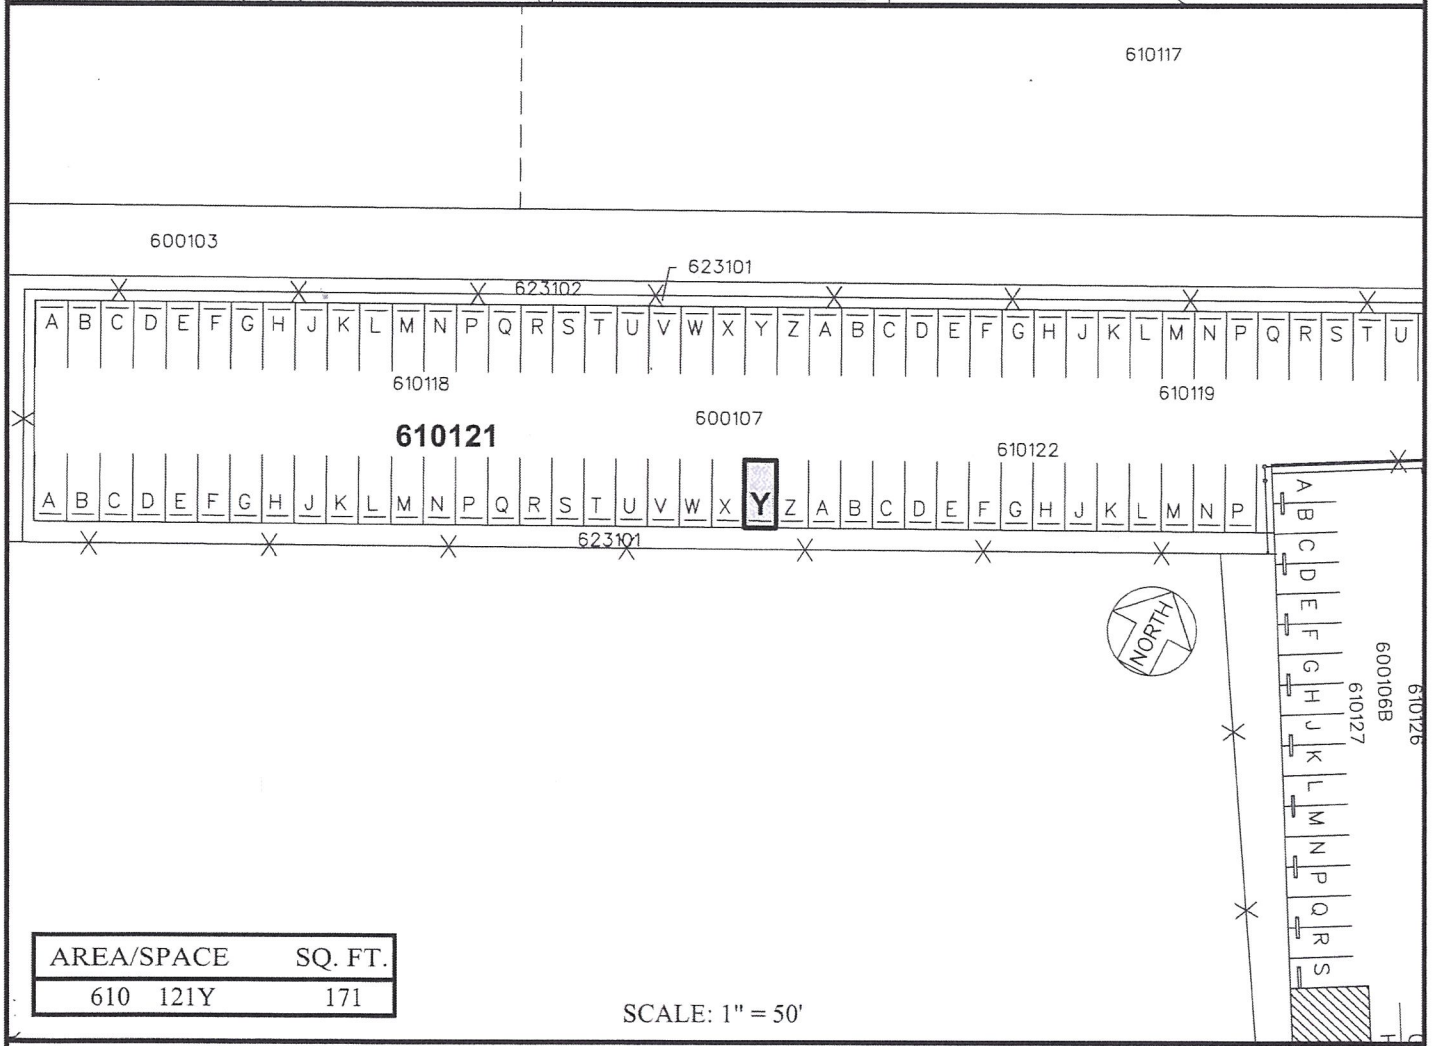 610117
600103
623101
623102
A B C D E F G H J K L M N P Q R S T U V W X Y Z A B C D E F G H J K L M N P Q R S T U
610118
610119
600107
610121
610122
A B C D E F G H J K L M N P Q R S T U V W X Y Z A B C D E F G H J K L M N P
623101
NORTH
A
B
C
D
E
F
G
H
J
K
L
M
N
P
Q
R
S
610127
600106B
610126
AREA/SPACE SQ. FT.
610 121Y 171
SCALE: 1" = 50'